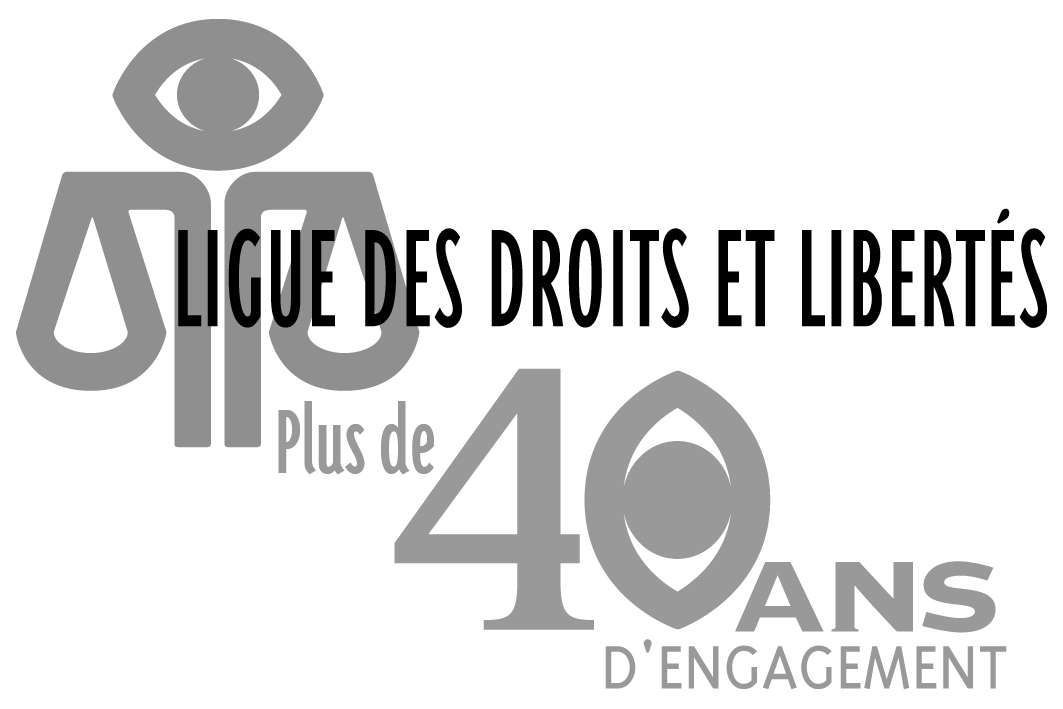 LIGUE DES DROITS ET LIBERTÉS
Plus de
40 ANS
D'ENGAGEMENT